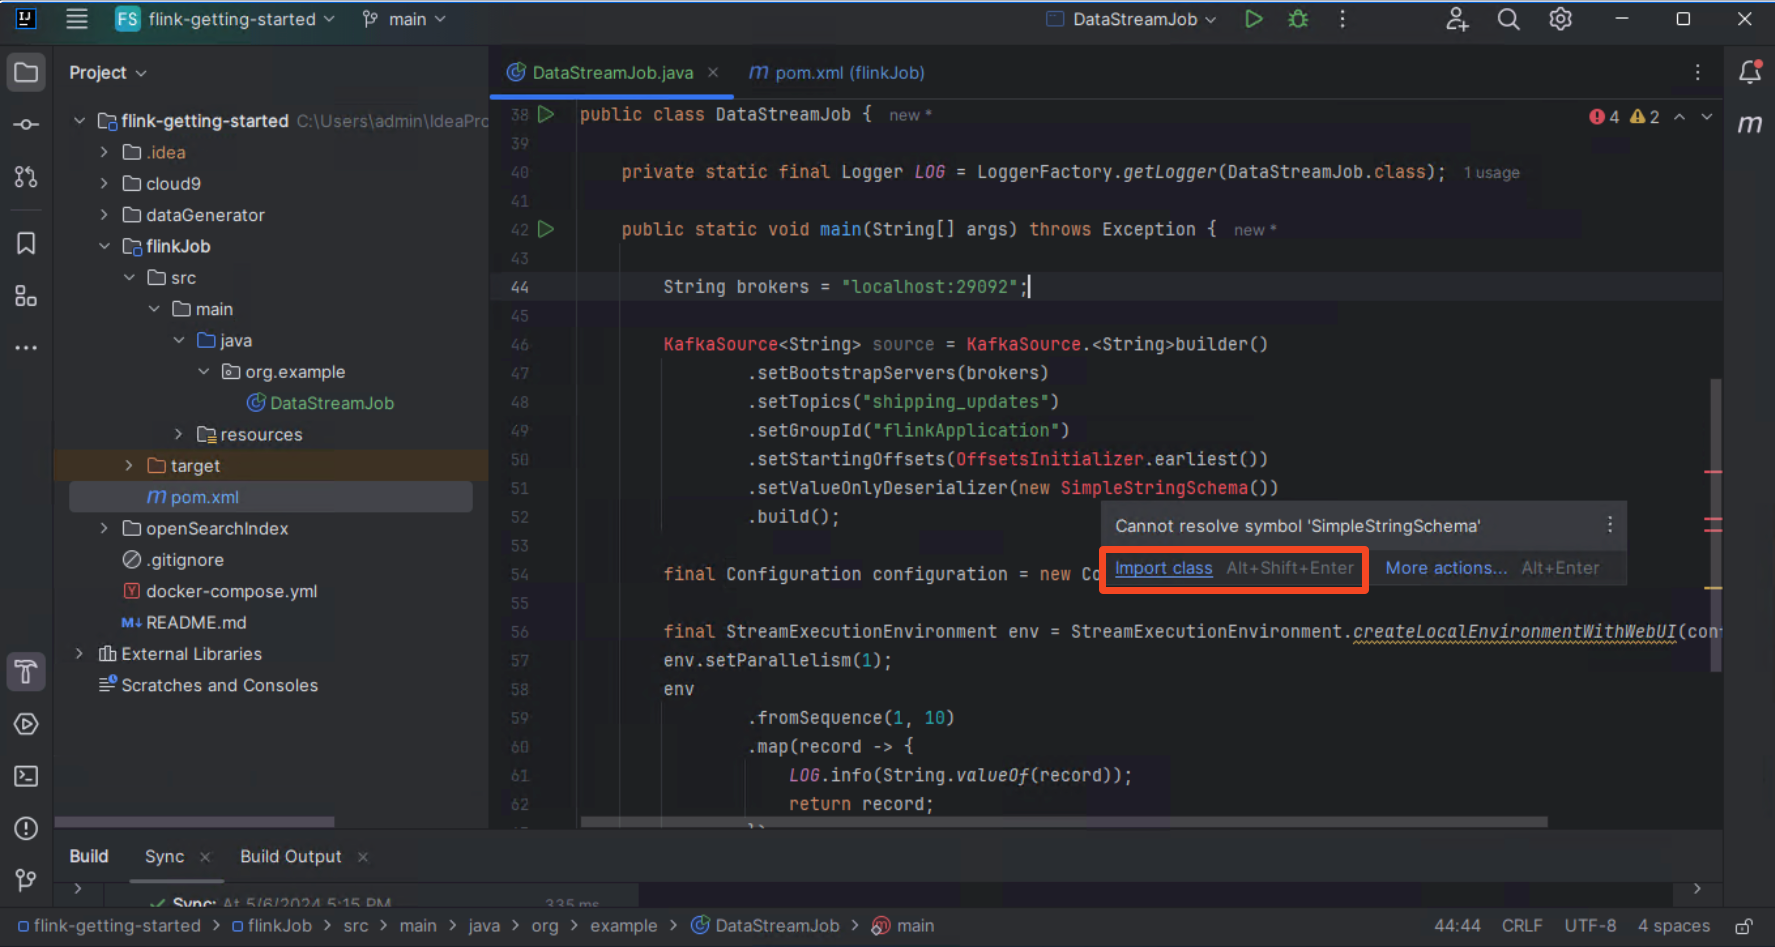 FS flink-getting-started main DataStreamJob
Project
DataStreamJob.java
m pom.xml (flinkJob)
flink-getting-started C:\Users\admin\IdeaPro
.idea
cloud9
dataGenerator
flinkJob
src
main
java
org.example
DataStreamJob
resources
target
m pom.xml
openSearchIndex
.gitignore
Y docker-compose.yml
M↓ README.md
External Libraries
Scratches and Consoles
4 2
m
38 public class DataStreamJob { new *
39
40 private static final Logger LOG = LoggerFactory.getLogger(DataStreamJob.class); 1 usage
41
42 public static void main(String[] args) throws Exception { new *
43
44 String brokers = "localhost:29092";
45
46 KafkaSource<String> source = KafkaSource.<String>builder()
47 .setBootstrapServers(brokers)
48 .setTopics("shipping_updates")
49 .setGroupId("flinkApplication")
50 .setStartingOffsets(OffsetsInitializer.earliest())
51 .setValueOnlyDeserializer(new SimpleStringSchema())
52 .build();
53
54 final Configuration configuration = new Co
55
56 final StreamExecutionEnvironment env = StreamExecutionEnvironment.createLocalEnvironmentWithWebUI(con
57 env.setParallelism(1);
58 env
59 .fromSequence(1, 10)
60 .map(record -> {
61 LOG.info(String.valueOf(record));
62 return record;
Cannot resolve symbol 'SimpleStringSchema'
Import class Alt+Shift+Enter More actions... Alt+Enter
Build Sync Build Output
Sync: At 5/6/2024 5:15 PM 335 ms
flink-getting-started > flinkJob > src > main > java > org > example > DataStreamJob > main 44:44 CRLF UTF-8 4 spaces